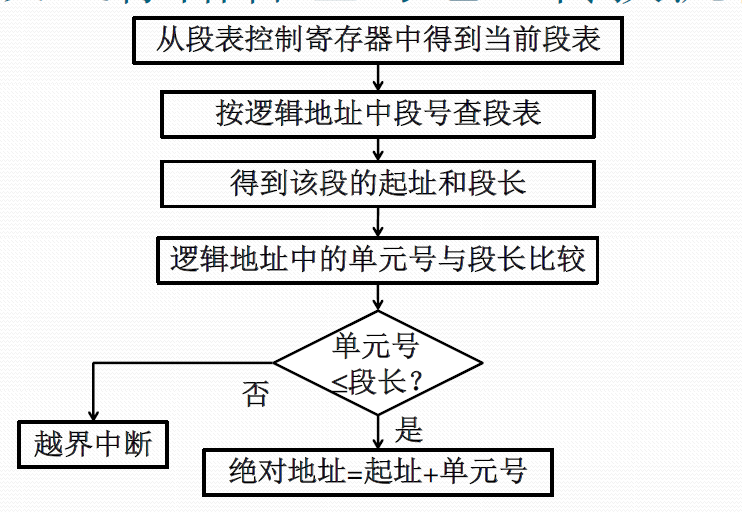 从段表控制寄存器中得到当前段表
按逻辑地址中段号查段表
得到该段的起址和段长
逻辑地址中的单元号与段长比较
单元号
≤段长?
否
是
越界中断
绝对地址=起址+单元号